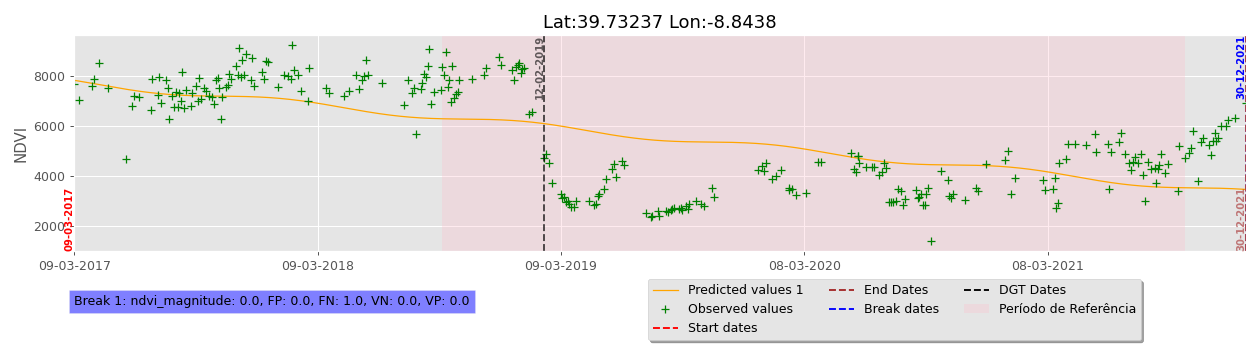 Lat:39.73237 Lon:-8.8438
NDVI
8000
6000
4000
2000
09-03-2017
12-02-2019
30-12-2021
30-12-2021
09-03-2017
09-03-2018
09-03-2019
08-03-2020
08-03-2021
Break 1: ndvi_magnitude: 0.0, FP: 0.0, FN: 1.0, VN: 0.0, VP: 0.0
Predicted values 1
Observed values
Start dates
End Dates
Break dates
DGT Dates
Período de Referência